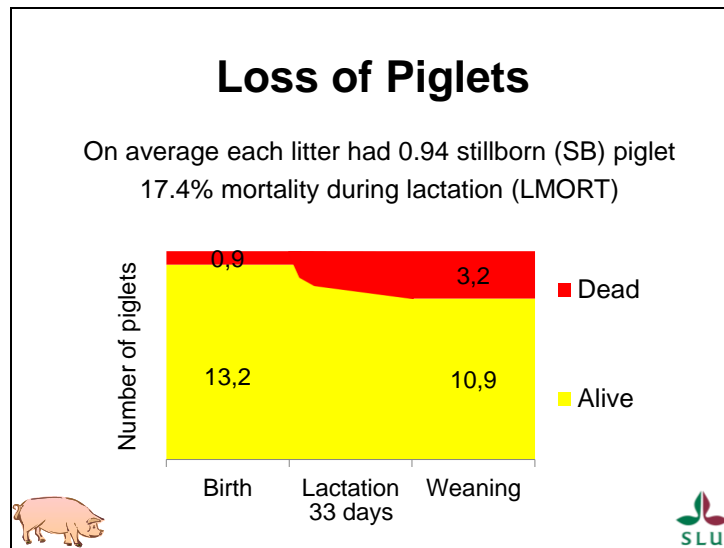 Loss of Piglets
On average each litter had 0.94 stillborn (SB) piglet
17.4% mortality during lactation (LMORT)
Number of piglets
0,9
3,2
13,2
10,9
Dead
Alive
Birth
Lactation
33 days
Weaning
SLU